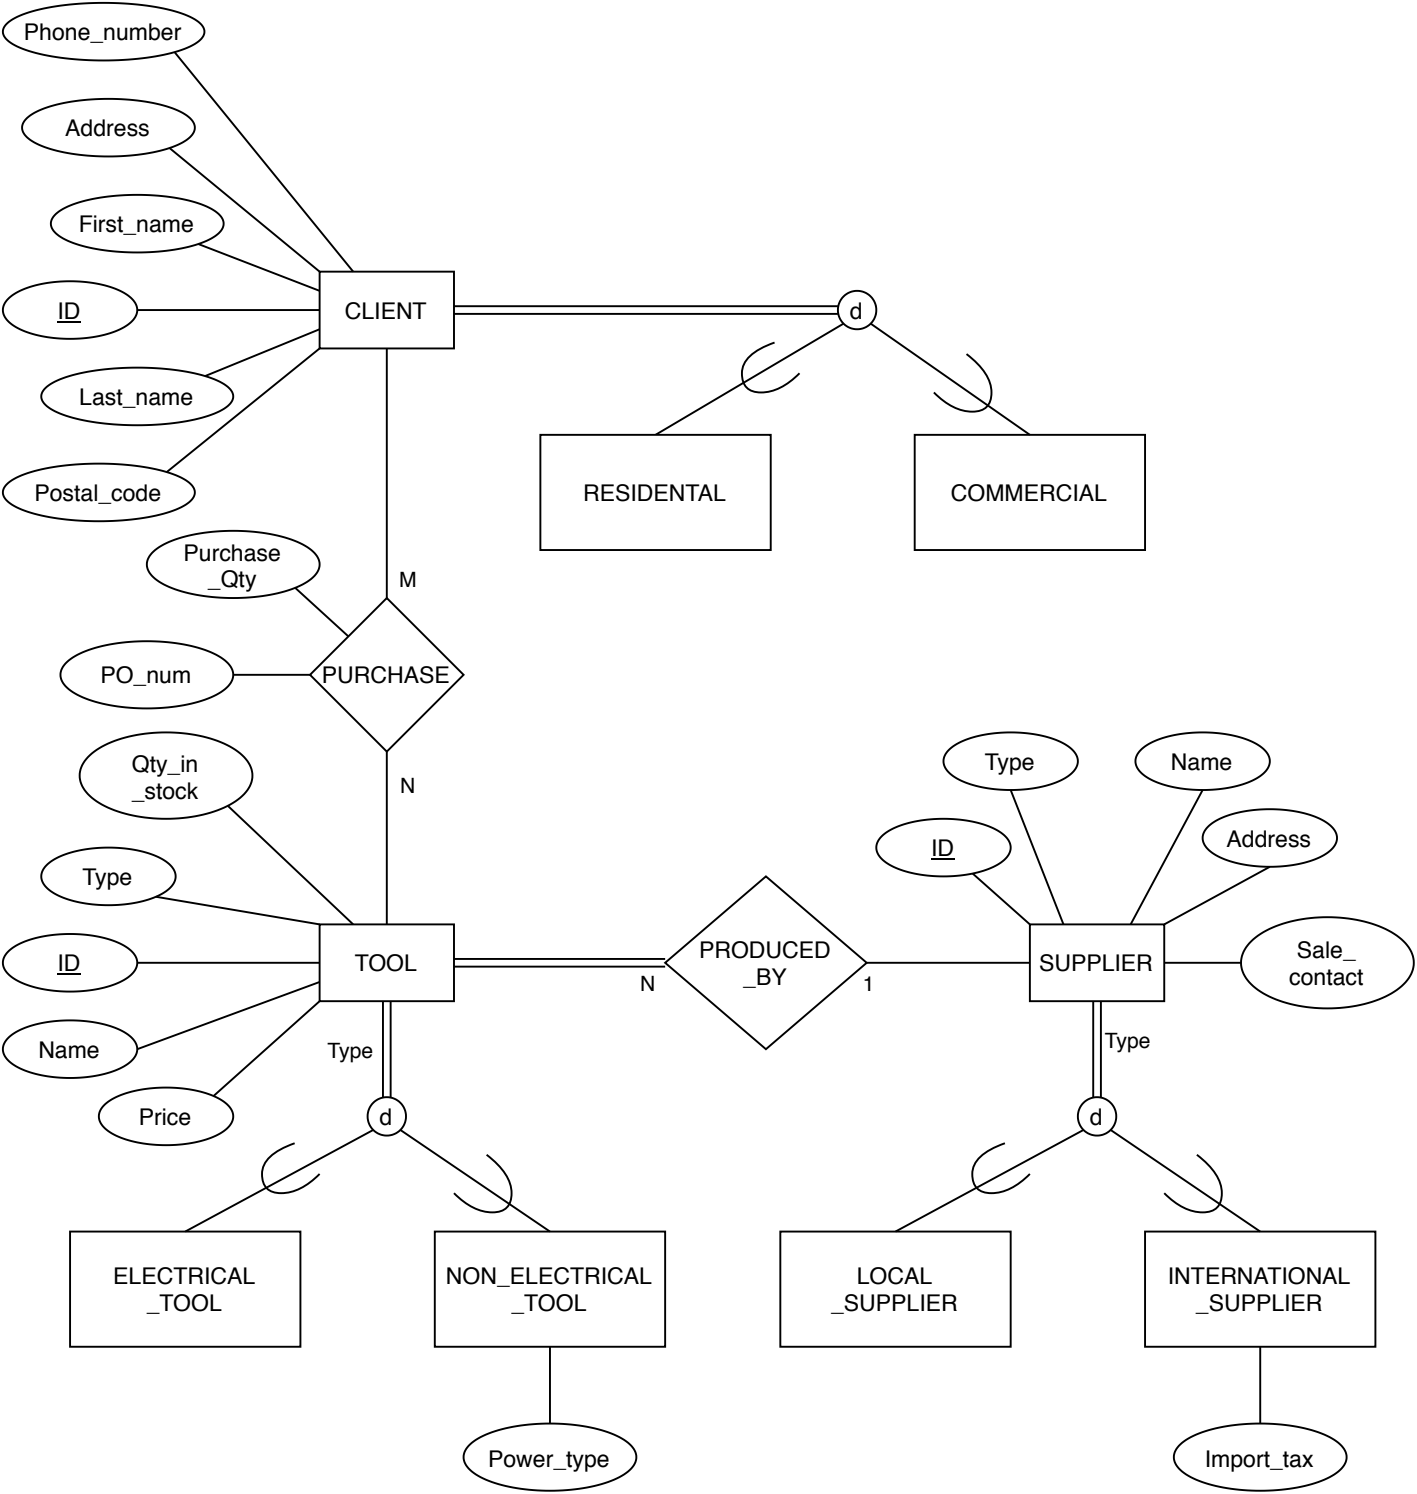 Phone_number
Address
First_name
ID
CLIENT
d
Last_name
Postal_code
RESIDENTAL
COMMERCIAL
Purchase
_Qty
M
PO_num
PURCHASE
Qty_in
_stock
N
Type
Name
ID
Address
Type
ID
TOOL
N
PRODUCED
_BY
1
SUPPLIER
Sale_
contact
Name
Type
Type
Price
d
d
ELECTRICAL
_TOOL
NON_ELECTRICAL
_TOOL
LOCAL
_SUPPLIER
INTERNATIONAL
_SUPPLIER
Power_type
Import_tax